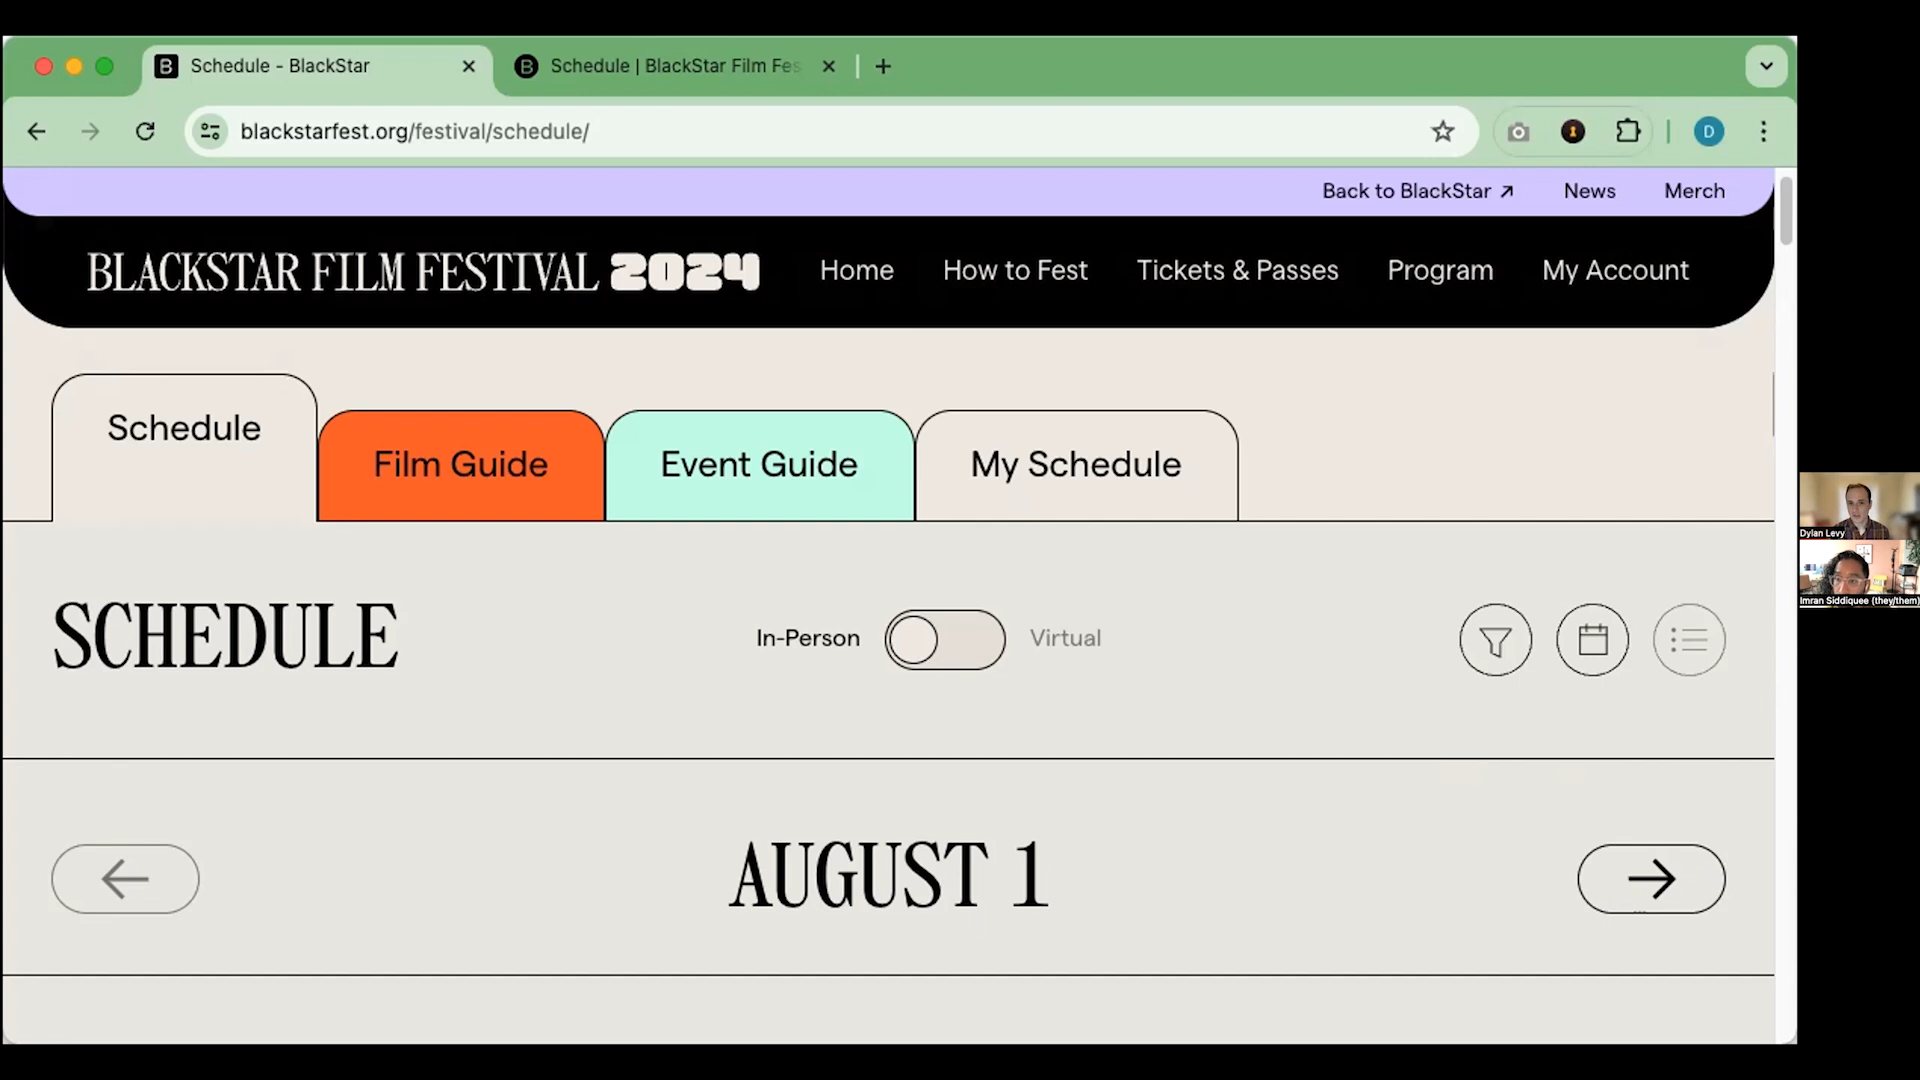 Schedule - BlackStar
Schedule | BlackStar Film Fes
blackstarfest.org/festival/schedule/
D
Back to BlackStar ↗ News Merch
BLACKSTAR FILM FESTIVAL 2024 Home How to Fest Tickets & Passes Program My Account
Schedule
Film Guide Event Guide My Schedule
SCHEDULE
In-Person Virtual
AUGUST 1
Dylan Levy
Imran Siddiquee (they/them)